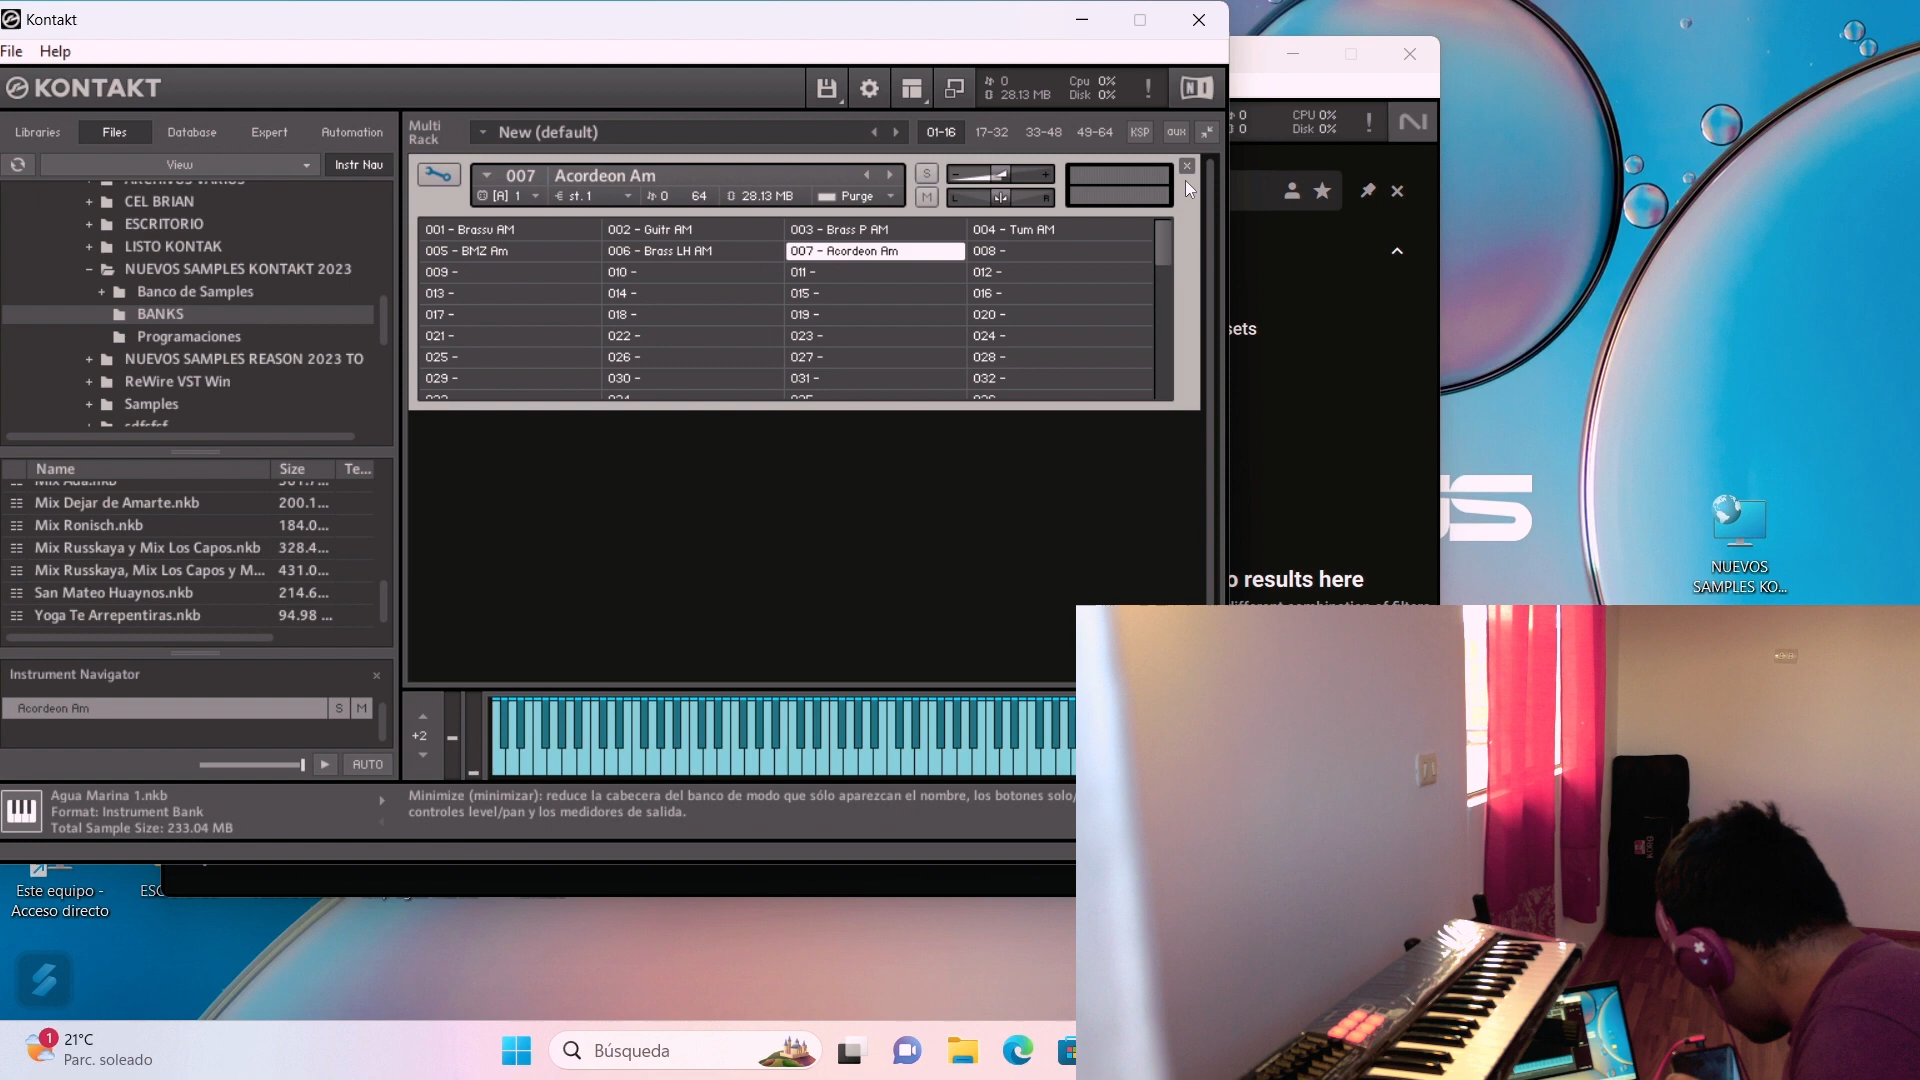 Kontakt
File Help
KONTAKT
0
28.13 MB
Cpu 0%
Disk 0%
!
Libraries Files Database Expert Automation
View
Instr Nau
CEL BRIAN
ESCRITORIO
LISTO KONTAK
NUEVOS SAMPLES KONTAKT 2023
Banco de Samples
BANKS
Programaciones
NUEVOS SAMPLES REASON 2023 TO
ReWire VST Win
Samples
Name Size Te...
Mix Dejar de Amarte.nkb 200.1...
Mix Ronisch.nkb 184.0...
Mix Russkaya y Mix Los Capos.nkb 328.4...
Mix Russkaya, Mix Los Capos y M... 431.0...
San Mateo Huaynos.nkb 214.6...
Yoga Te Arrepentiras.nkb 94.98 ...
Instrument Navigator
Acordeon Am S M
AUTO
Agua Marina 1.nkb
Format: Instrument Bank
Total Sample Size: 233.04 MB
Multi
Rack
New (default)
01-16 17-32 33-48 49-64 KSP aux
007 Acordeon Am
[A] 1 st. 1 0 64 28.13 MB Purge
S
M
L R
001 - Brassu AM 002 - Guitr AM 003 - Brass P AM 004 - Tum AM
005 - BMZ Am 006 - Brass LH AM 007 - Acordeon Am 008 -
009 - 010 - 011 - 012 -
013 - 014 - 015 - 016 -
017 - 018 - 019 - 020 -
021 - 022 - 023 - 024 -
025 - 026 - 027 - 028 -
029 - 030 - 031 - 032 -
+2
Minimize (minimizar): reduce la cabecera del banco de modo que sólo aparezcan el nombre, los botones solo/
controles level/pan y los medidores de salida.
0
0
CPU 0%
Disk 0%
!
sets
results here
NUEVOS
SAMPLES KO...
Este equipo -
Acceso directo
ESC
1
21°C
Parc. soleado
Búsqueda